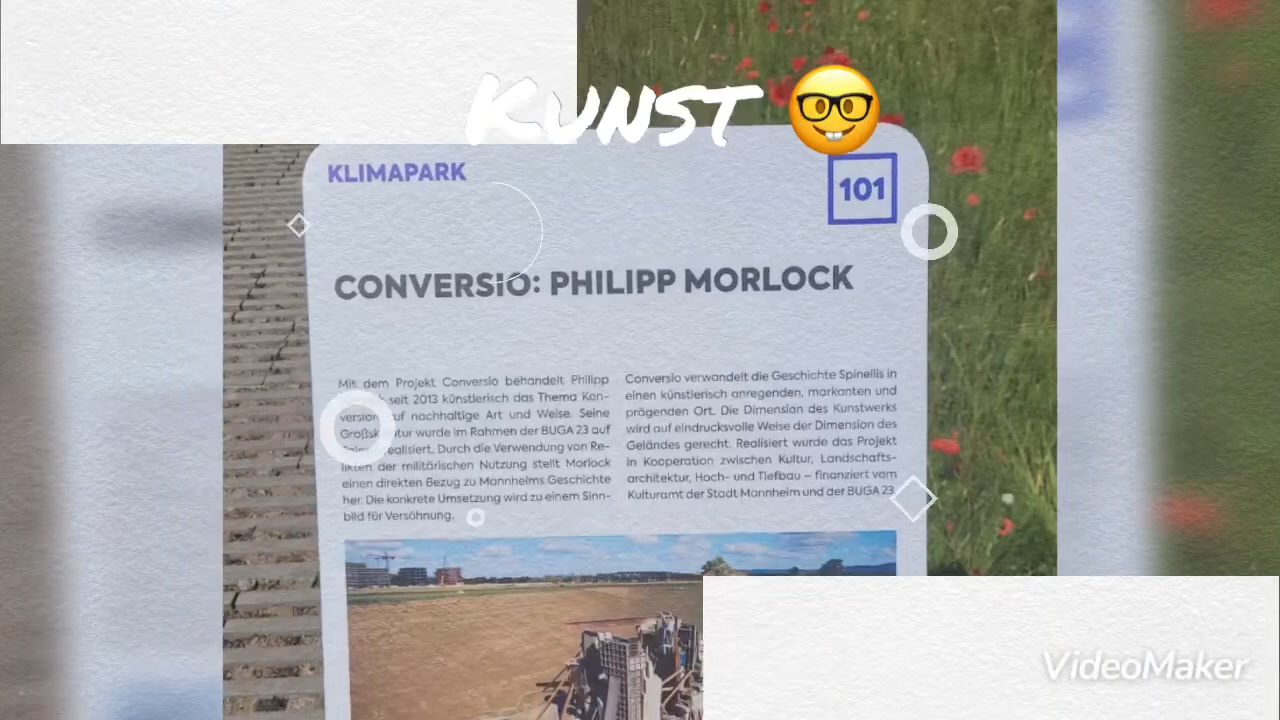 KUNST 🤓
KLIMAPARK
101
CONVERSIO: PHILIPP MORLOCK
Mit dem Projekt Conversio behandelt Philipp
seit 2013 künstlerisch das Thema Kon-
version auf nachhaltige Art und Weise. Seine
Großskulptur wurde im Rahmen der BUGA 23 auf
realisiert. Durch die Verwendung von Re-
likten der militärischen Nutzung stellt Morlock
einen direkten Bezug zu Mannheims Geschichte
her. Die konkrete Umsetzung wird zu einem Sinn-
bild für Versöhnung.
Conversio verwandelt die Geschichte Spinellis in
einen künstlerisch anregenden, markanten und
prägenden Ort. Die Dimension des Kunstwerks
wird auf eindrucksvolle Weise der Dimension des
Geländes gerecht. Realisiert wurde das Projekt
in Kooperation zwischen Kultur, Landschafts-
architektur, Hoch- und Tiefbau – finanziert vom
Kulturamt der Stadt Mannheim und der BUGA 23.
VideoMaker